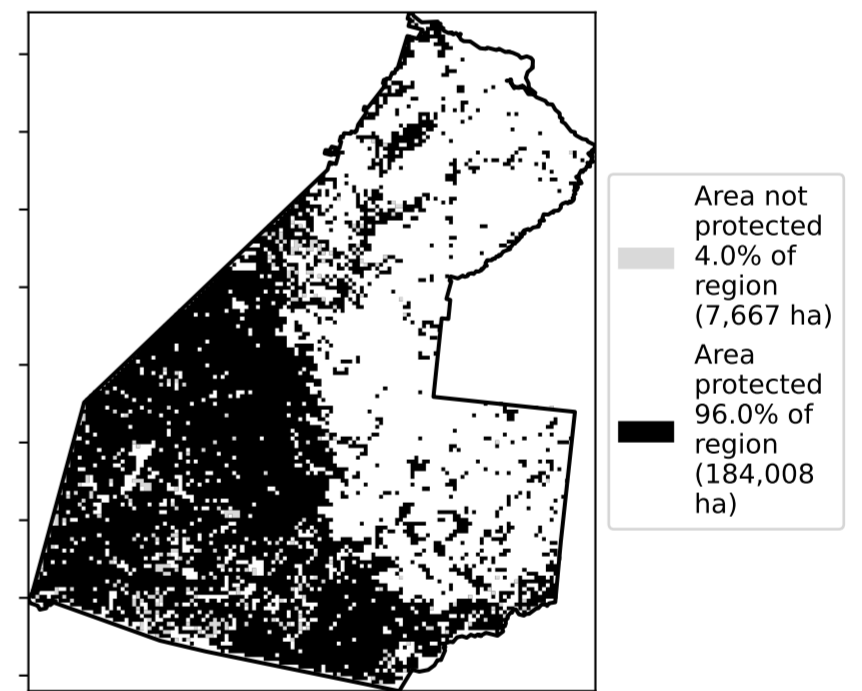 Area not
protected
4.0% of
region
(7,667 ha)
Area
protected
96.0% of
region
(184,008
ha)